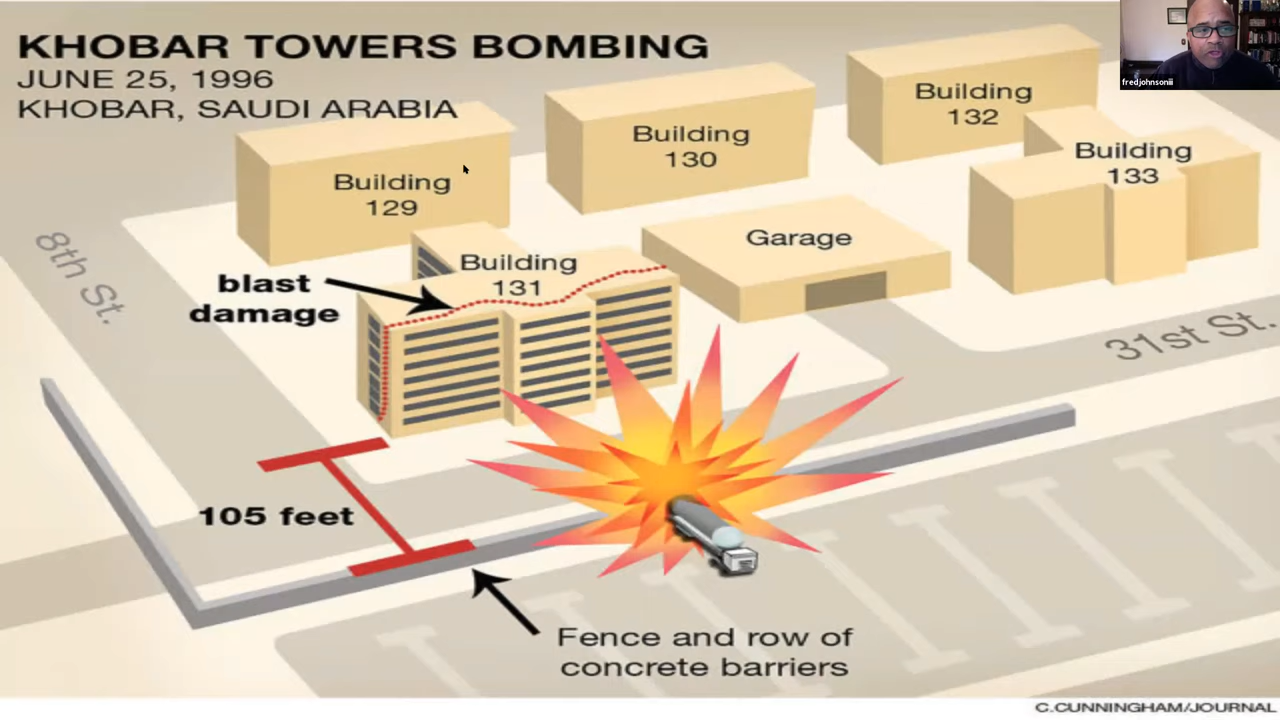 KHOBAR TOWERS BOMBING
JUNE 25, 1996
KHOBAR, SAUDI ARABIA
fredjohnsoniii
Building
132
Building
130
Building
133
Building
129
Garage
Building
131
8th St.
blast
damage
31st St.
105 feet
Fence and row of
concrete barriers
C.CUNNINGHAM/JOURNAL